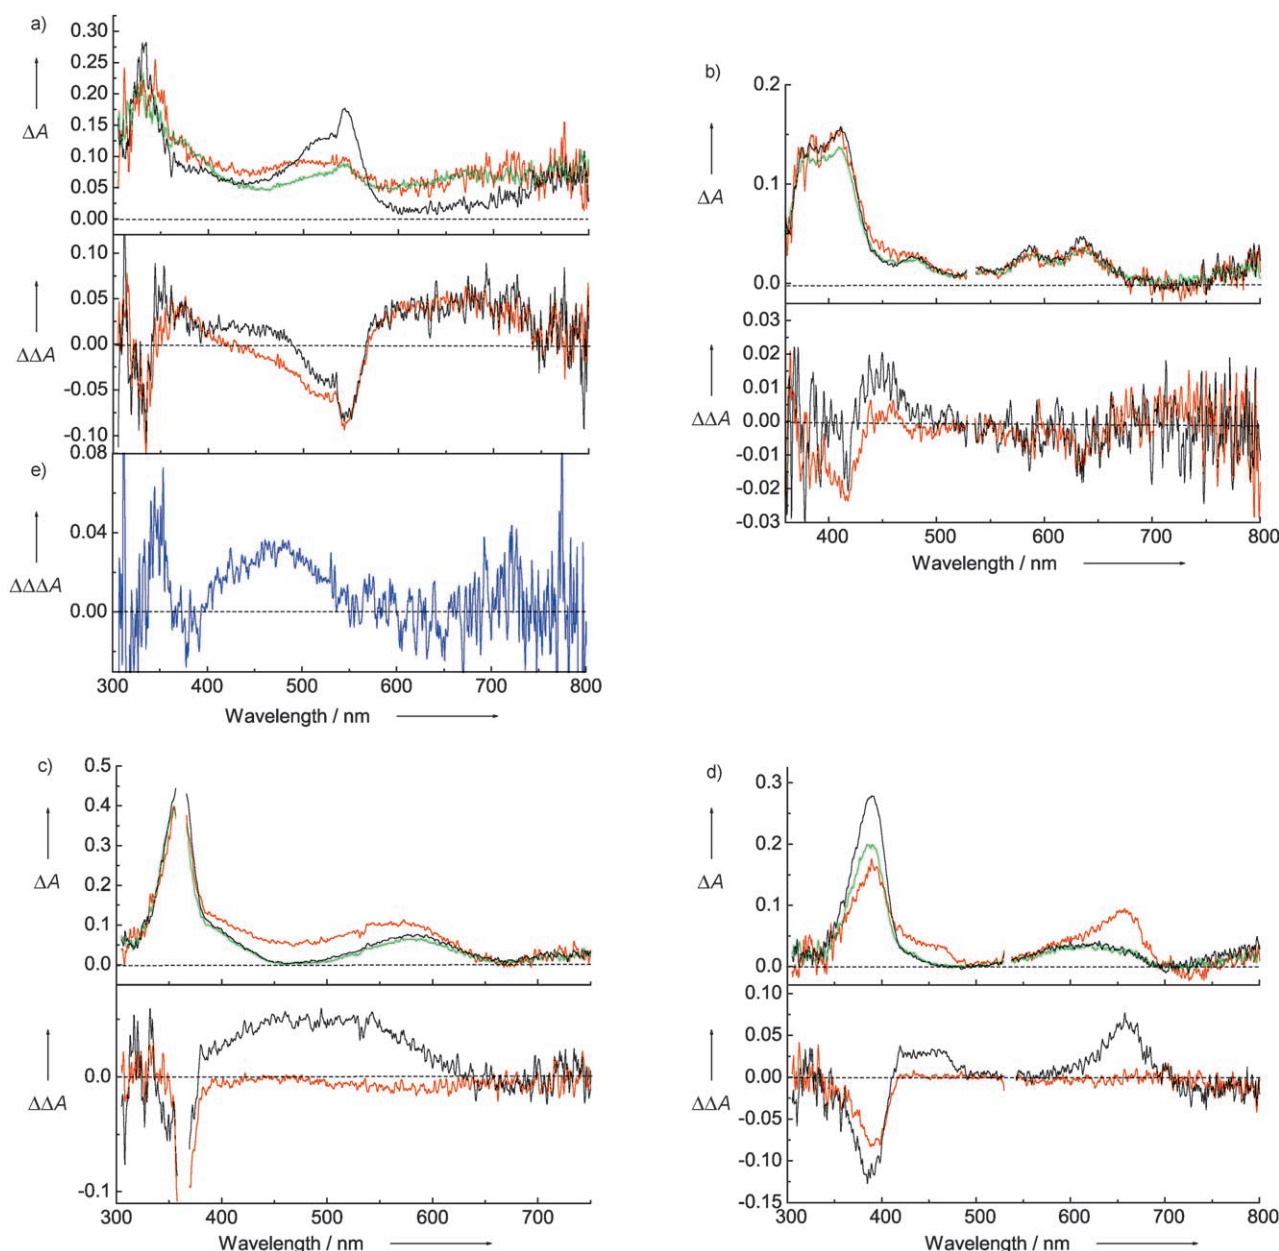 a)
0.30
0.25
0.20
ΔA
0.15
0.10
0.05
0.00
0.10
0.05
ΔΔA
0.00
-0.05
-0.10
e)
0.08
0.04
ΔΔΔA
0.00
300 400 500 600 700 800
Wavelength / nm
b)
0.2
ΔA
0.1
0.0
0.03
0.02
0.01
ΔΔA
0.00
-0.01
-0.02
-0.03
400 500 600 700 800
Wavelength / nm
c)
0.5
0.4
0.3
ΔA
0.2
0.1
0.0
ΔΔA
0.0
-0.1
300 400 500 600 700
Wavelength / nm
d)
0.3
ΔA
0.2
0.1
0.0
0.10
0.05
ΔΔA
0.00
-0.05
-0.10
-0.15
300 400 500 600 700 800
Wavelength / nm